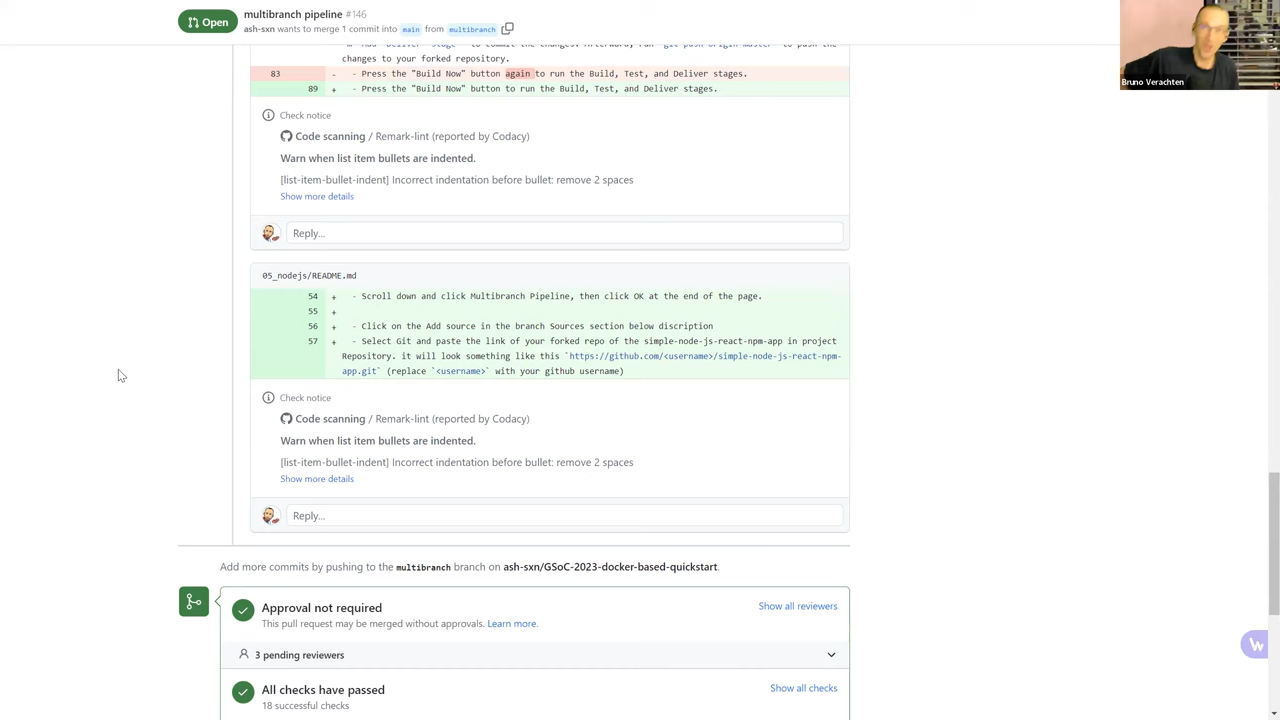 Open
multibranch pipeline #146
ash-sxn wants to merge 1 commit into main from multibranch
changes to your forked repository.
83 - - Press the "Build Now" button again to run the Build, Test, and Deliver stages.
89 + - Press the "Build Now" button to run the Build, Test, and Deliver stages.
Check notice
Code scanning / Remark-lint (reported by Codacy)
Warn when list item bullets are indented.
[list-item-bullet-indent] Incorrect indentation before bullet: remove 2 spaces
Show more details
Reply...
05_nodejs/README.md
54 + - Scroll down and click Multibranch Pipeline, then click OK at the end of the page.
55 +
56 + - Click on the Add source in the branch Sources section below discription
57 + - Select Git and paste the link of your forked repo of the simple-node-js-react-npm-app in project
Repository. it will look something like this `https://github.com/<username>/simple-node-js-react-npm-
app.git` (replace `<username>` with your github username)
Check notice
Code scanning / Remark-lint (reported by Codacy)
Warn when list item bullets are indented.
[list-item-bullet-indent] Incorrect indentation before bullet: remove 2 spaces
Show more details
Reply...
Add more commits by pushing to the multibranch branch on ash-sxn/GSoC-2023-docker-based-quickstart.
Approval not required
Show all reviewers
This pull request may be merged without approvals. Learn more.
3 pending reviewers
All checks have passed
Show all checks
18 successful checks
Bruno Verachten